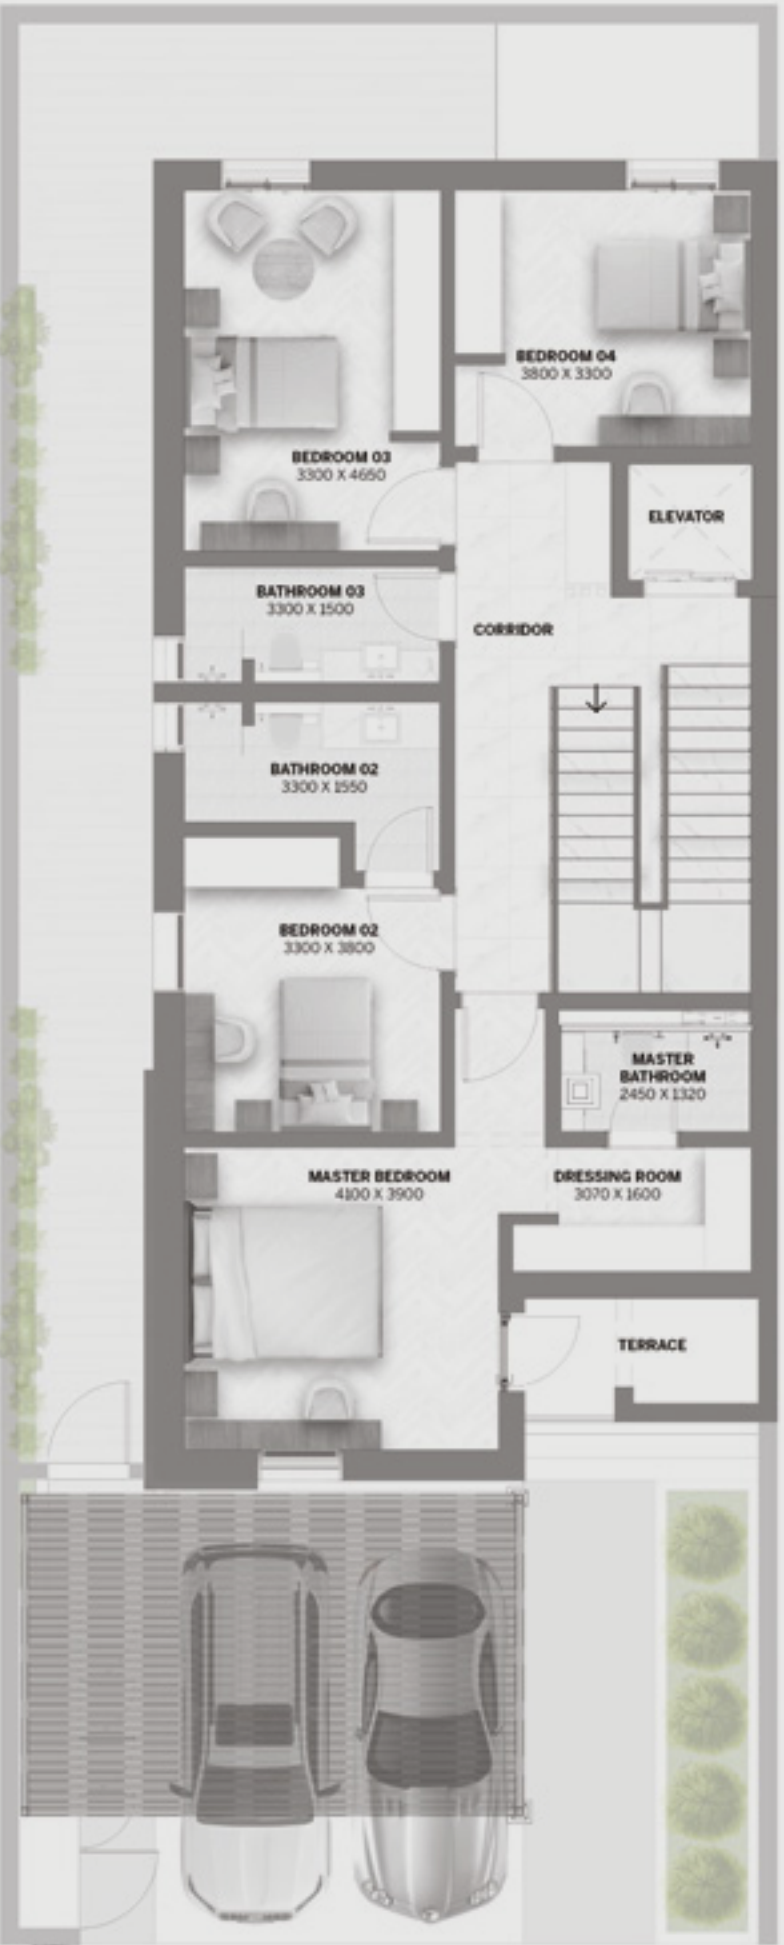 BEDROOM 04
3800 X 3300
BEDROOM 03
3300 X 4650
ELEVATOR
BATHROOM 03
3300 X 1500
CORRIDOR
BATHROOM 02
3300 X 1550
BEDROOM 02
3300 X 3800
MASTER
BATHROOM
2450 X 1320
MASTER BEDROOM
4100 X 3900
DRESSING ROOM
3070 X 1600
TERRACE